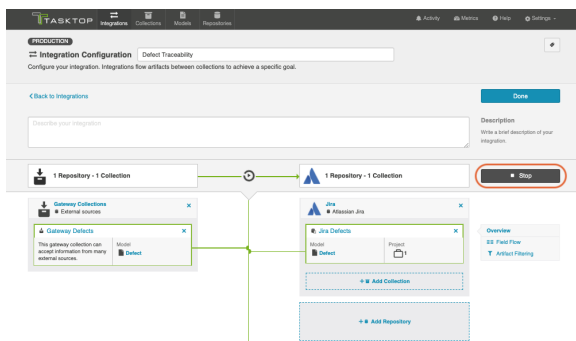 TASKTOP
Integrations
Collections
Models
Repositories
Activity
Metrics
Help
Settings
PRODUCTION
Integration Configuration
Defect Traceability
Configure your integration. Integrations flow artifacts between collections to achieve a specific goal.
Back to Integrations
Done
Describe your integration
Description
Write a brief description of your
integration.
1 Repository - 1 Collection
1 Repository - 1 Collection
Stop
Gateway Collections
External sources
Gateway Defects
This gateway collection can
accept information from many
external sources.
Model
Defect
Jira
Atlassian Jira
Jira Defects
Model
Defect
Project
1
+ Add Collection
+ Add Repository
Overview
Field Flow
Artifact Filtering